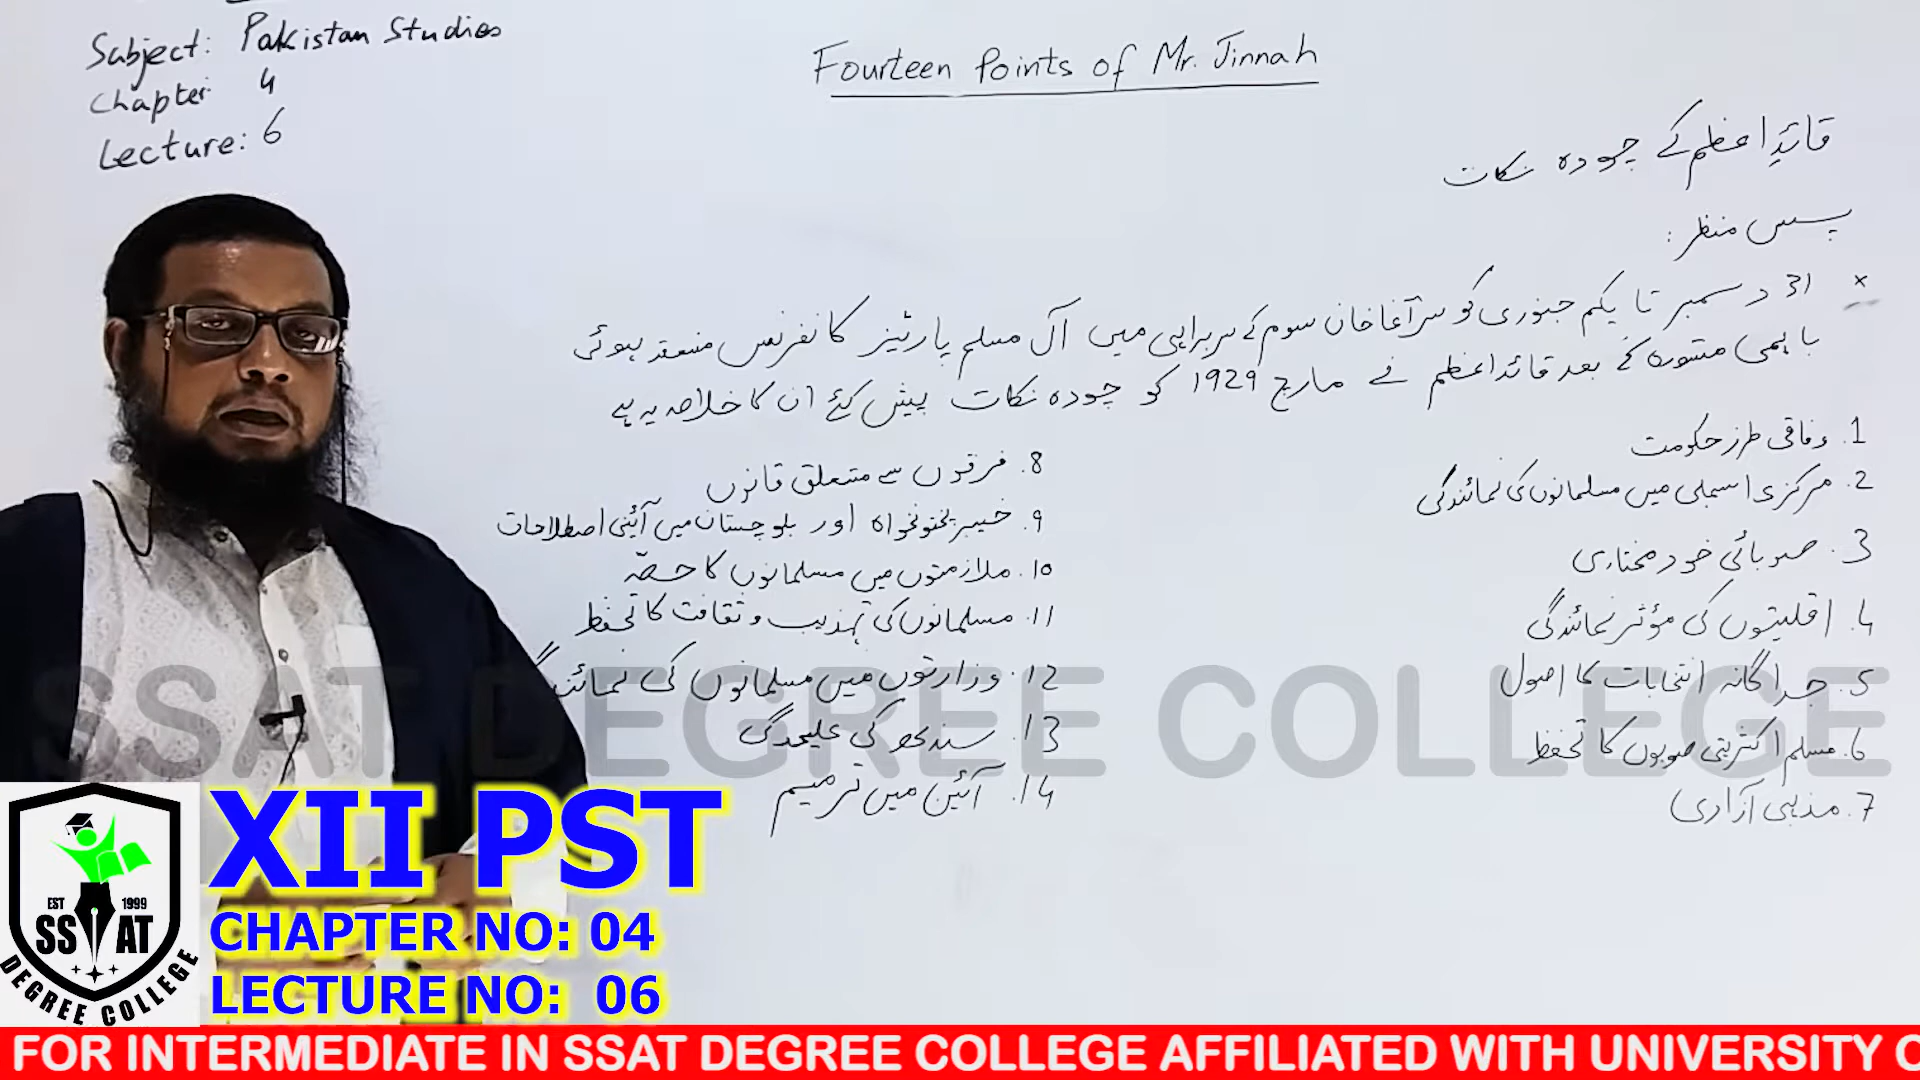 Subject: Pakistan Studies
Chapter 4
Lecture: 6
Fourteen Points of Mr. Jinnah
قائدِ اعظم کے چودہ نکات
پس منظر:
× 31 دسمبر تا یکم جنوری کو سر آغا خان سوم کے سربراہی میں آل مسلم پارٹیز کانفرنس منعقد ہوئی
باہمی مشورہ کے بعد قائد اعظم نے مارچ 1929 کو چودہ نکات پیش کئے ان کا خلاصہ یہ ہے
1. وفاقی طرز حکومت
2. مرکزی اسمبلی میں مسلمانوں کی نمائندگی
3. صوبائی خود مختاری
4. اقلیتوں کی مؤثر نمائندگی
5. جداگانہ انتخابات کا اصول
6. مسلم اکثریتی صوبوں کا تحفظ
7. مذہبی آزادی
8. فرقوں سے متعلق قانون
9. خیبر پختونخواہ اور بلوچستان میں آئینی اصطلاحات
10. ملازمتوں میں مسلمانوں کا حصّہ
11. مسلمانوں کی تہذیب و ثقافت کا تحفظ
12. وزارتوں میں مسلمانوں کی
13. سندھ کی علیحدگی
14. آئین میں ترمیم
SSAT DEGREE COLLEGE
EST 1999
SSAT
DEGREE COLLEGE
XII PST
CHAPTER NO: 04
LECTURE NO: 06
FOR INTERMEDIATE IN SSAT DEGREE COLLEGE AFFILIATED WITH UNIVERSITY